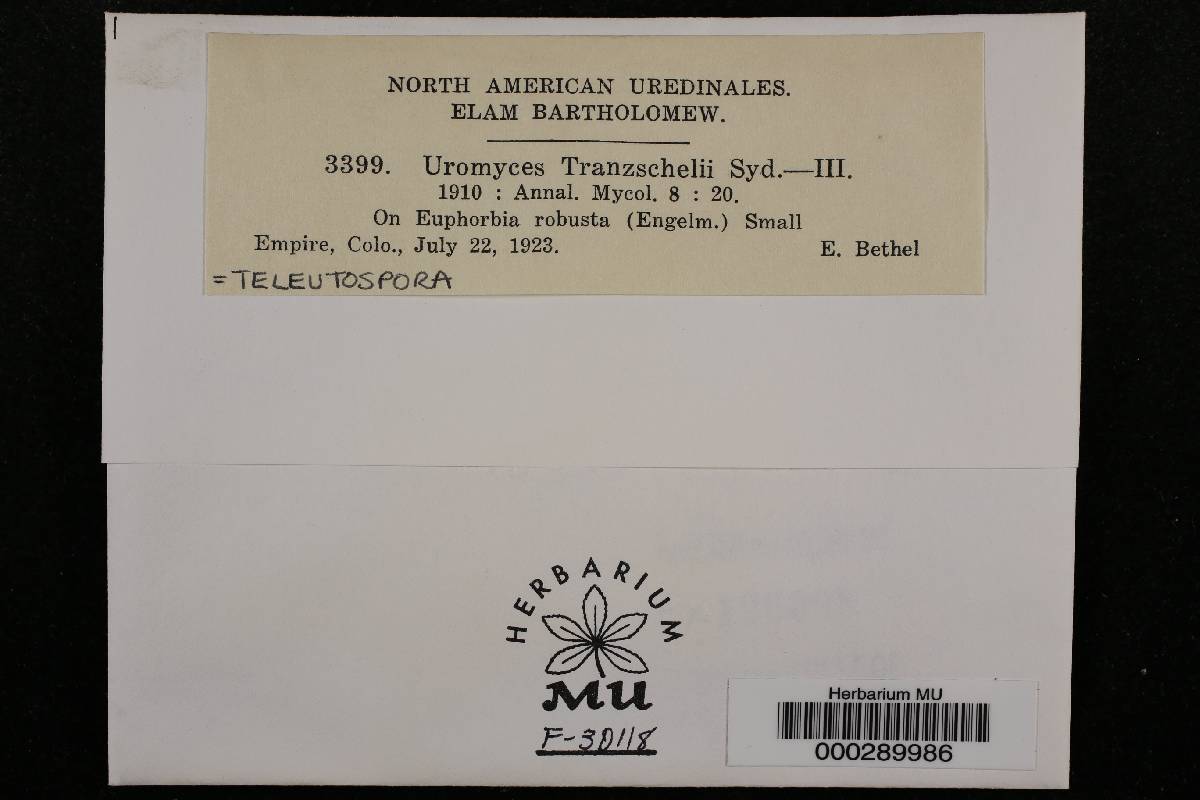 NORTH AMERICAN UREDINALES.
ELAM BARTHOLOMEW.
3399. Uromyces Tranzschelii Syd.—III.
1910 : Annal. Mycol. 8 : 20.
On Euphorbia robusta (Engelm.) Small
Empire, Colo., July 22, 1923. E. Bethel
=TELEUTOSPORA
HERBARIUM
MU
F-30118
Herbarium MU
000289986